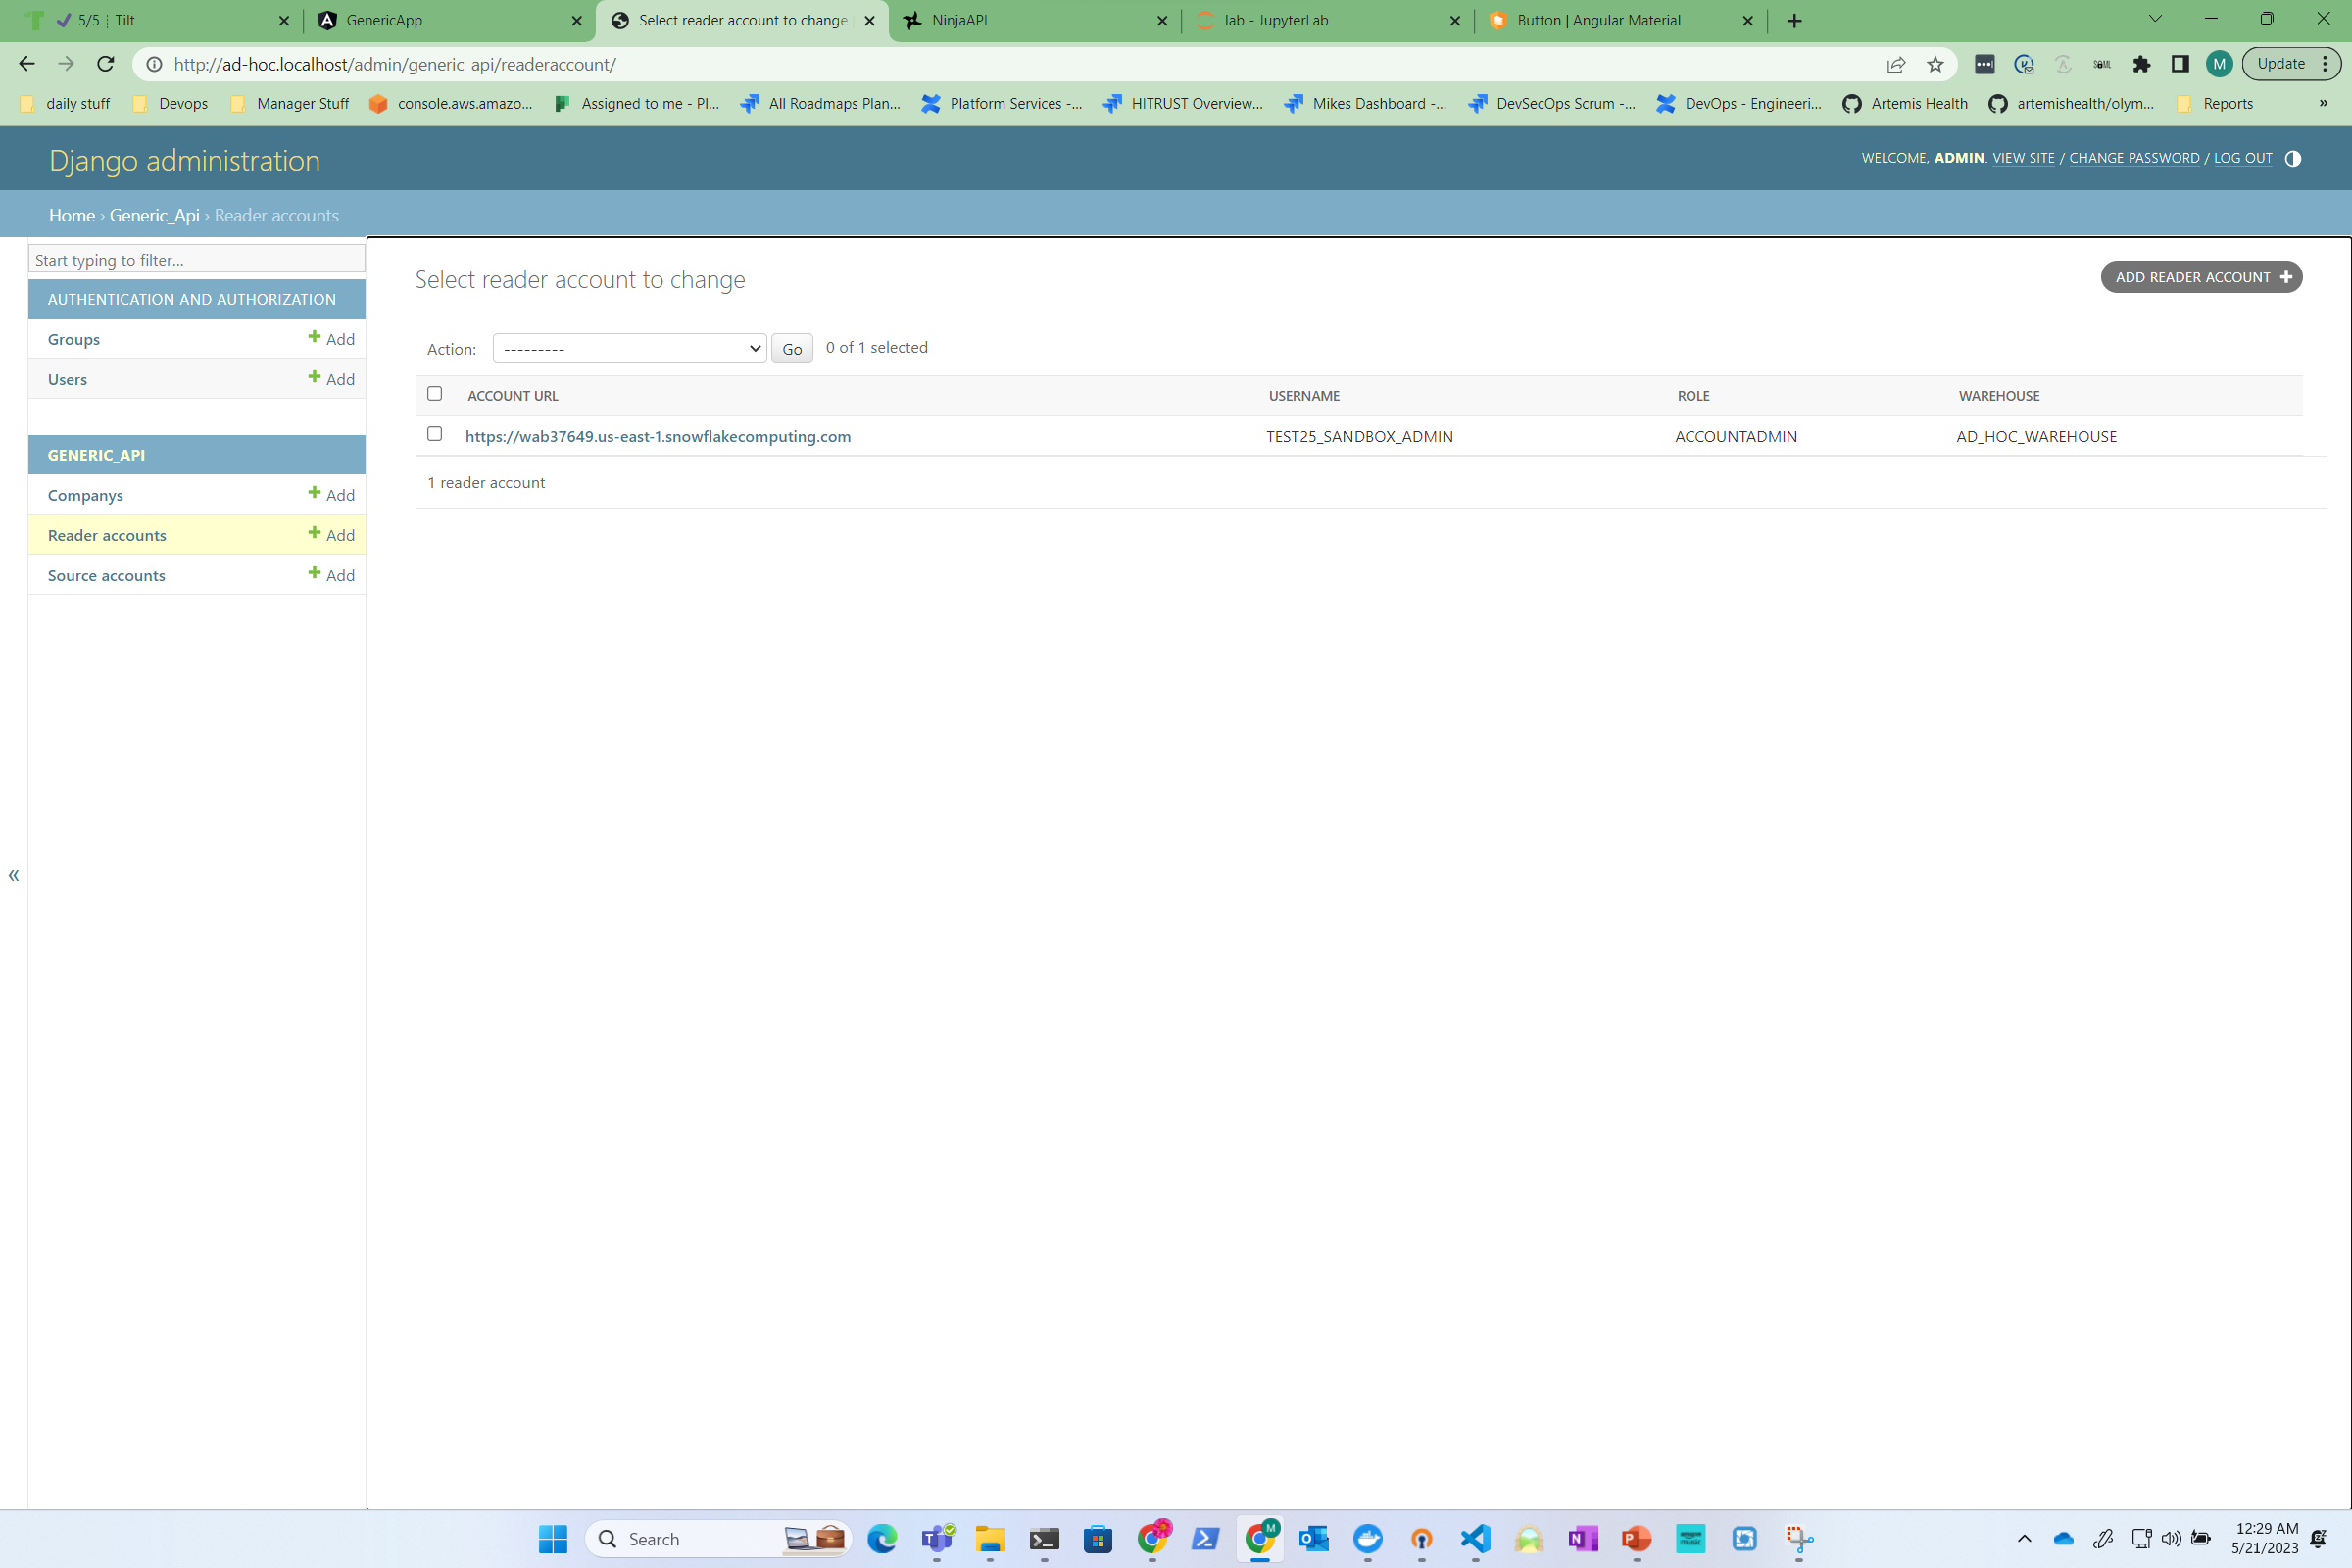 5/5 ¦ Tilt
GenericApp
Select reader account to change
NinjaAPI
lab - JupyterLab
Button | Angular Material
http://ad-hoc.localhost/admin/generic_api/readeraccount/
M
Update
daily stuff
Devops
Manager Stuff
console.aws.amazo...
Assigned to me - Pl...
All Roadmaps Plan...
Platform Services -...
HITRUST Overview...
Mikes Dashboard -...
DevSecOps Scrum -...
DevOps - Engineeri...
Artemis Health
artemishealth/olym...
Reports
»
Django administration
WELCOME, ADMIN. VIEW SITE / CHANGE PASSWORD / LOG OUT
Home › Generic_Api › Reader accounts
Start typing to filter...
AUTHENTICATION AND AUTHORIZATION
Groups + Add
Users + Add
GENERIC_API
Companys + Add
Reader accounts + Add
Source accounts + Add
«
Select reader account to change
ADD READER ACCOUNT +
Action: --------- Go 0 of 1 selected
ACCOUNT URL USERNAME ROLE WAREHOUSE
https://wab37649.us-east-1.snowflakecomputing.com TEST25_SANDBOX_ADMIN ACCOUNTADMIN AD_HOC_WAREHOUSE
1 reader account
Search
12:29 AM
5/21/2023